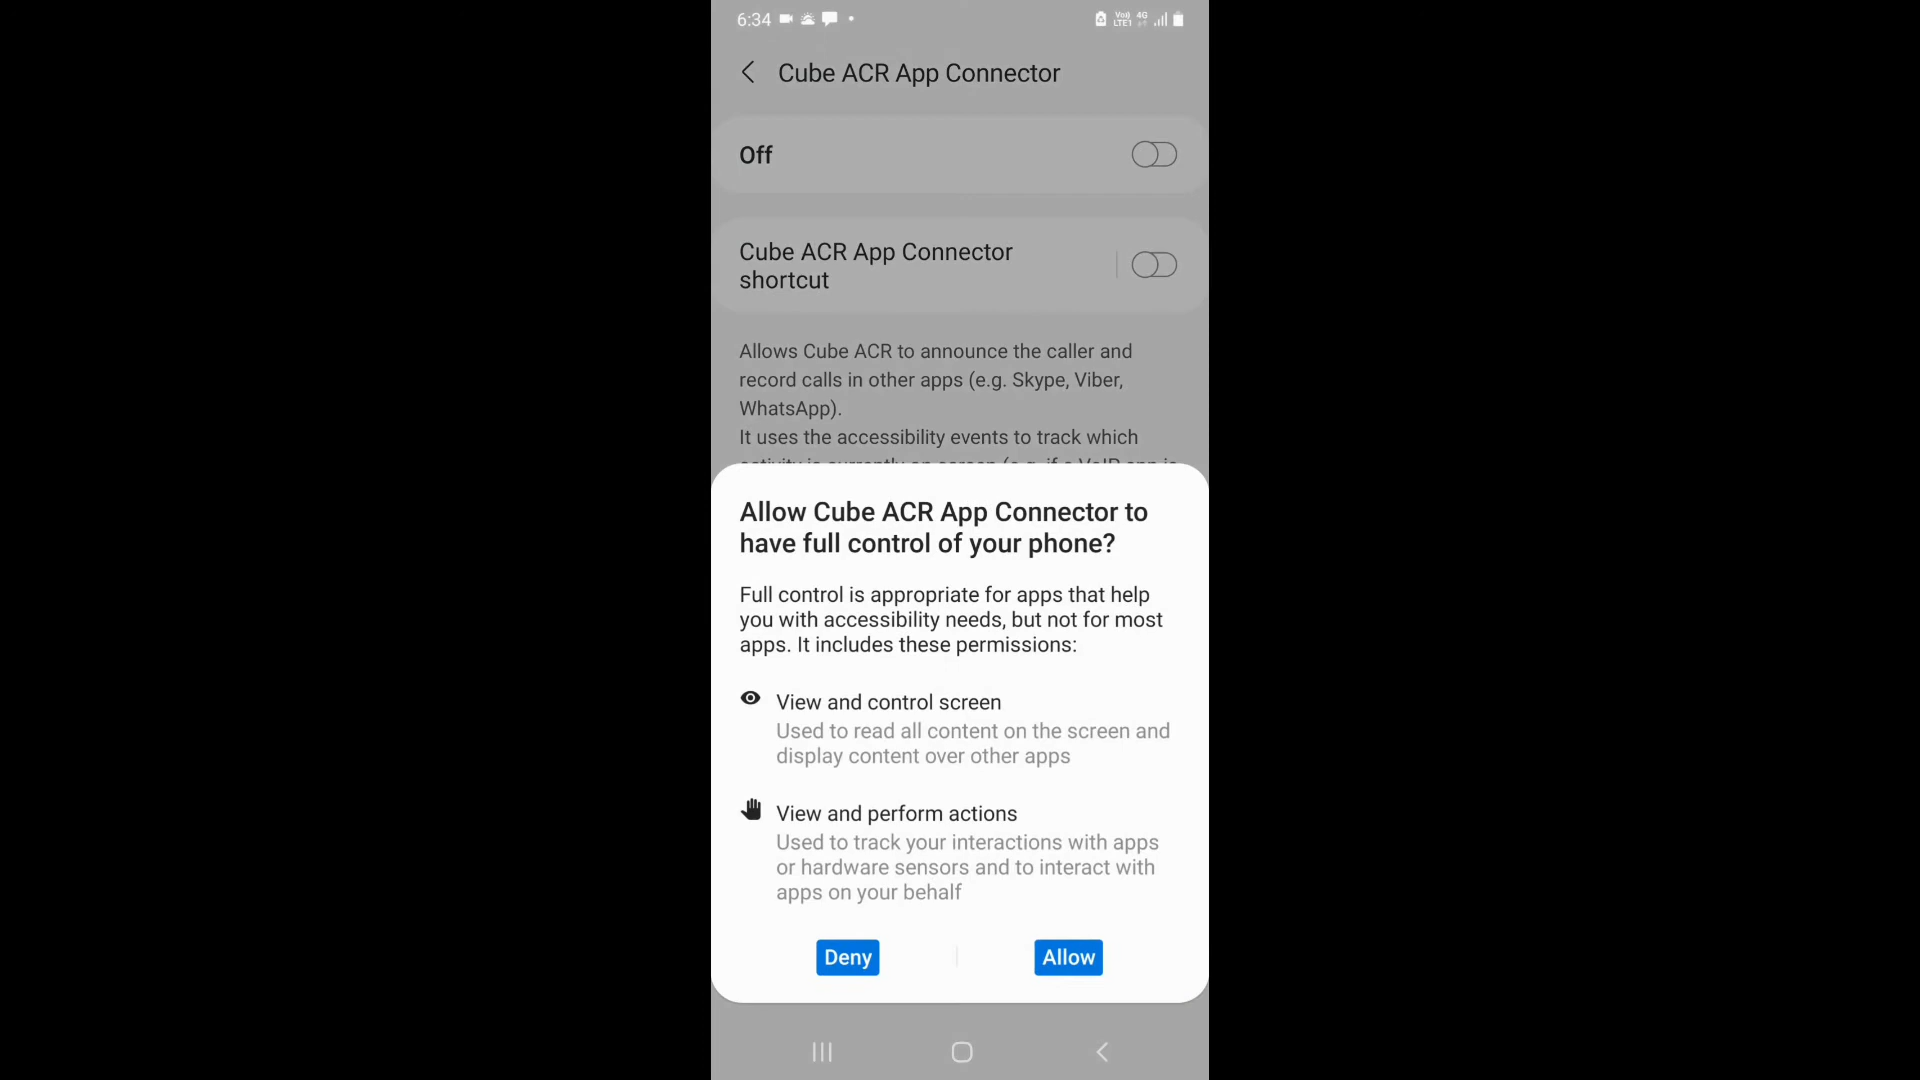 6:34
Vo) 4G
LTE1
Cube ACR App Connector
Off
Cube ACR App Connector
shortcut
Allows Cube ACR to announce the caller and
record calls in other apps (e.g. Skype, Viber,
WhatsApp).
It uses the accessibility events to track which
Allow Cube ACR App Connector to
have full control of your phone?
Full control is appropriate for apps that help
you with accessibility needs, but not for most
apps. It includes these permissions:
View and control screen
Used to read all content on the screen and
display content over other apps
View and perform actions
Used to track your interactions with apps
or hardware sensors and to interact with
apps on your behalf
Deny
Allow